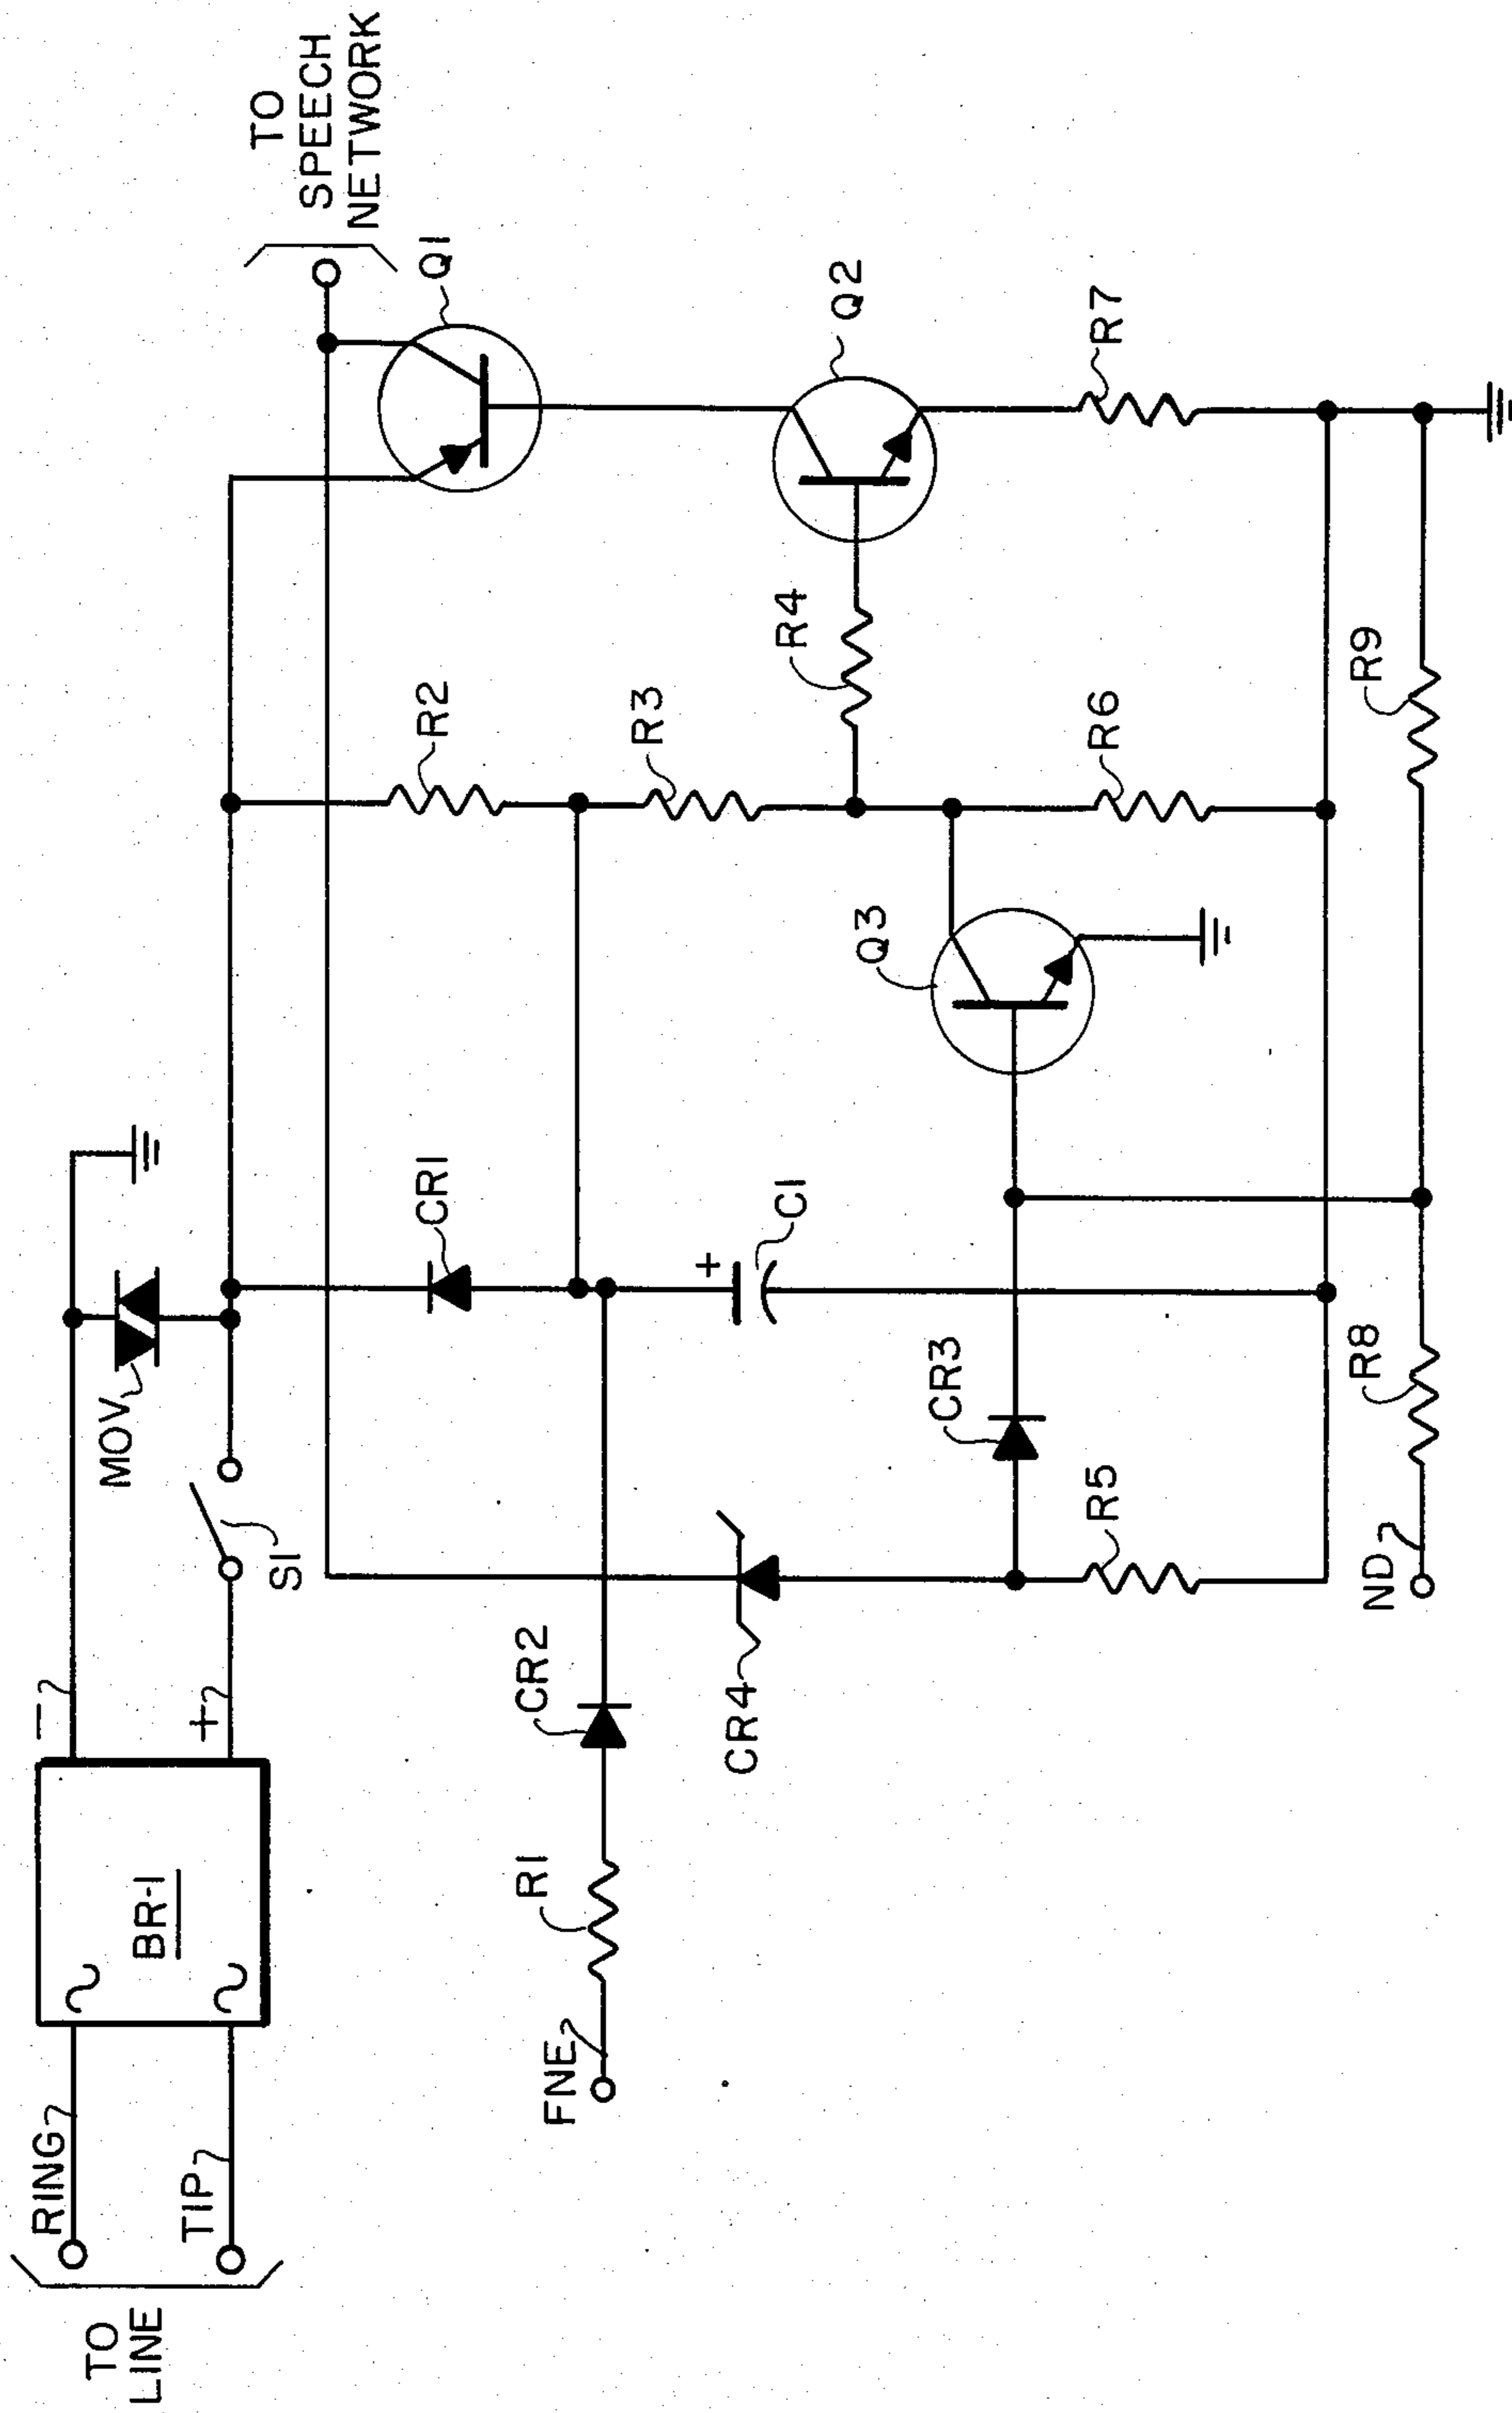 TO
LINE
RING
TIP
BR-1
−
+
S1
MOV
TO
SPEECH
NETWORK
FNE
R1
CR2
CR4
CR1
+
C1
R2
R3
R4
Q1
Q2
Q3
CR3
R5
R6
R7
ND
R8
R9